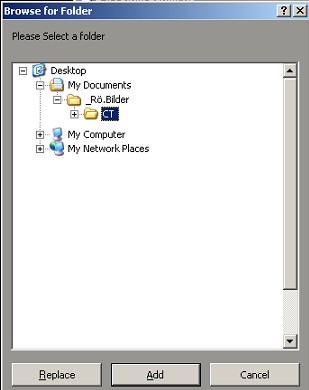 Browse for Folder
Please Select a folder
Desktop
My Documents
_Rö.Bilder
CT
My Computer
My Network Places
Replace Add Cancel